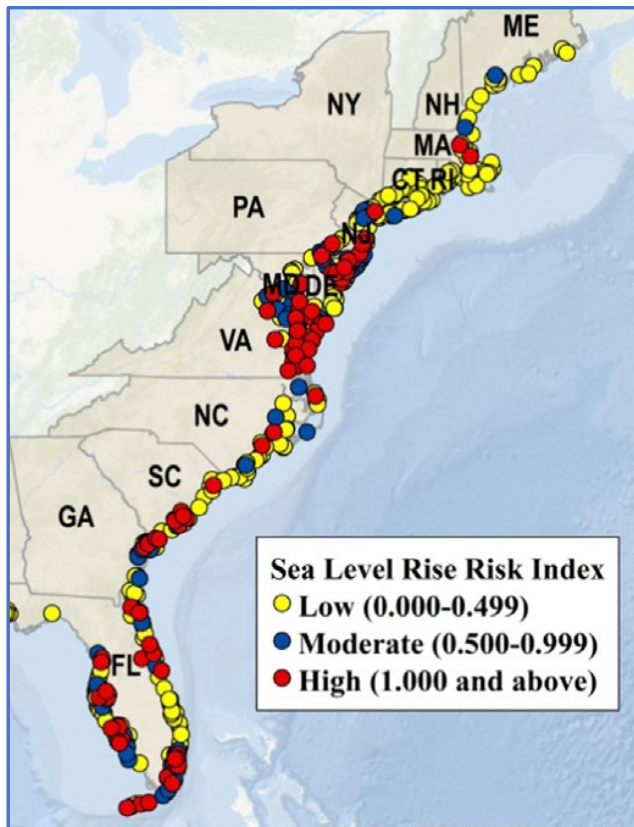 ME
NY
NH
MA
CT RI
PA
NJ
MD DE
VA
NC
SC
GA
Sea Level Rise Risk Index
Low (0.000-0.499)
Moderate (0.500-0.999)
High (1.000 and above)
FL